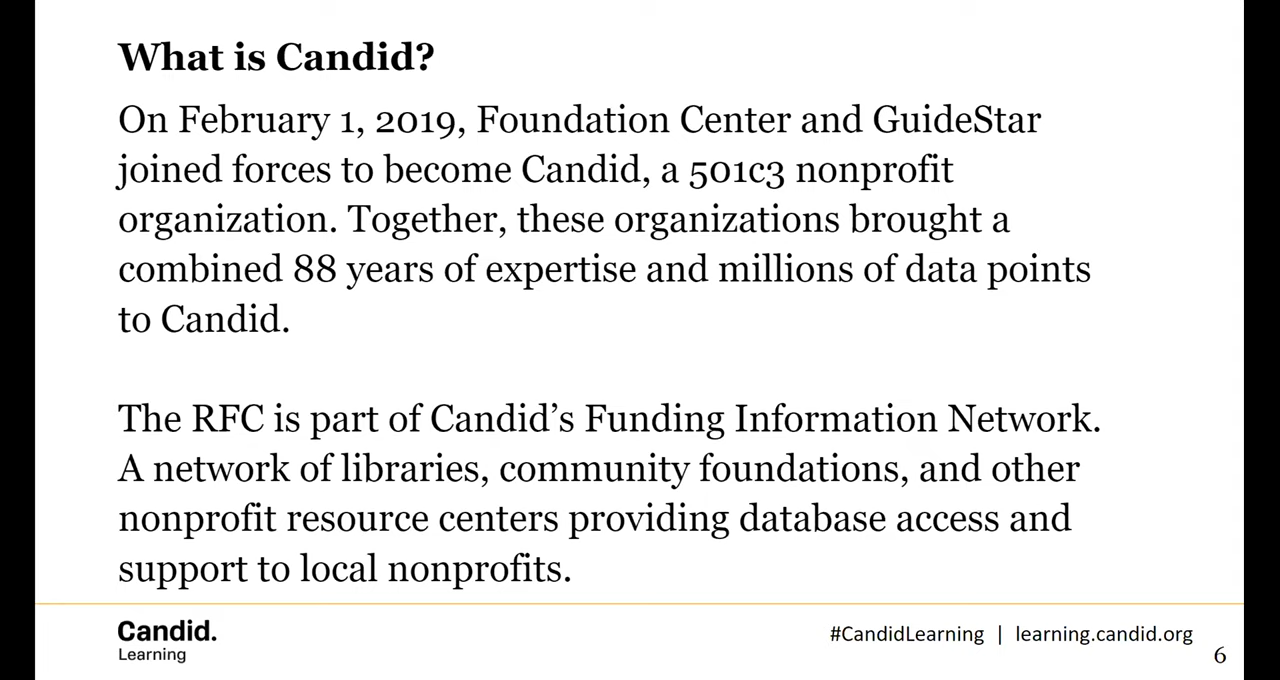 What is Candid?
On February 1, 2019, Foundation Center and GuideStar
joined forces to become Candid, a 501c3 nonprofit
organization. Together, these organizations brought a
combined 88 years of expertise and millions of data points
to Candid.
The RFC is part of Candid’s Funding Information Network.
A network of libraries, community foundations, and other
nonprofit resource centers providing database access and
support to local nonprofits.
Candid.
Learning
#CandidLearning | learning.candid.org
6